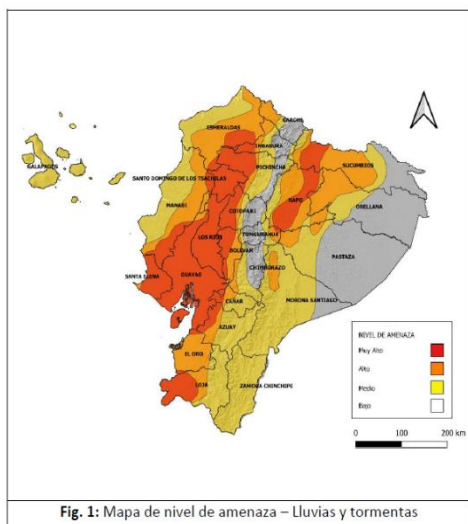 CARCHI
ESMERALDAS
IMBABURA
GALAPAGOS
PICHINCHA
SUCUMBIOS
SANTO DOMINGO DE LOS TSACHILAS
NAPO
ORELLANA
MANABI
COTOPAXI
TUNGURAHUA
LOS RIOS
PASTAZA
BOLIVAR
CHIMBORAZO
SANTA ELENA
GUAYAS
MORONA SANTIAGO
CAÑAR
AZUAY
EL ORO
LOJA
ZAMORA CHINCHIPE
NIVEL DE AMENAZA
Muy Alto
Alto
Medio
Bajo
0 100 200 km
Fig. 1: Mapa de nivel de amenaza – Lluvias y tormentas